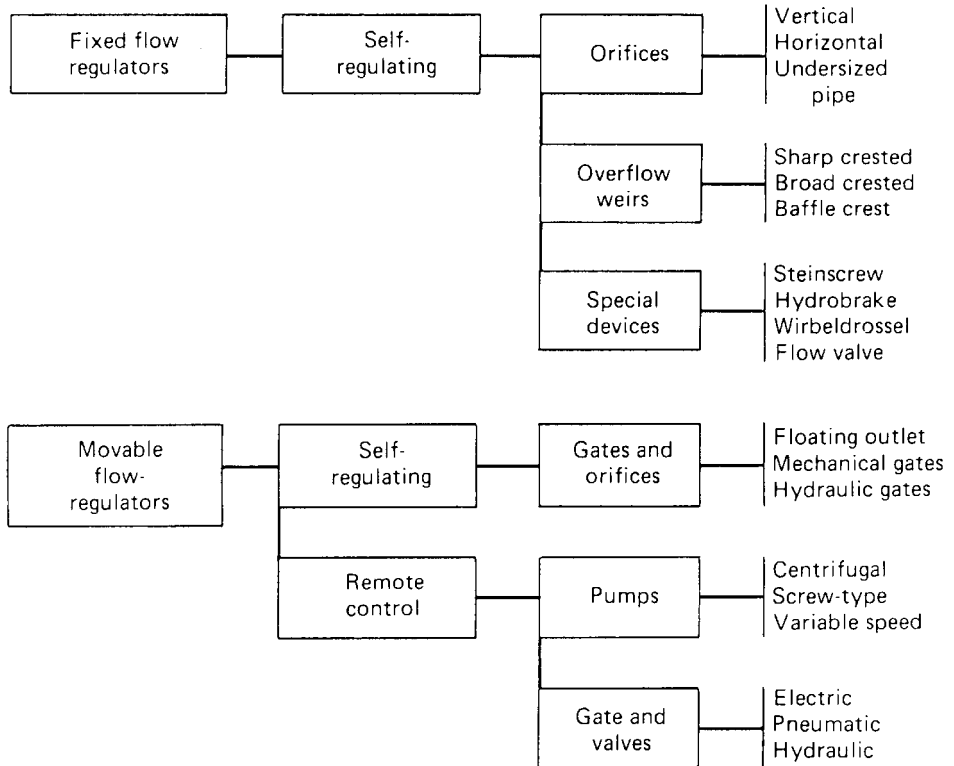 Fixed flow
regulators
Self-
regulating
Orifices
Vertical
Horizontal
Undersized
pipe
Overflow
weirs
Sharp crested
Broad crested
Baffle crest
Special
devices
Steinscrew
Hydrobrake
Wirbeldrossel
Flow valve
Movable
flow-
regulators
Self-
regulating
Gates and
orifices
Floating outlet
Mechanical gates
Hydraulic gates
Remote
control
Pumps
Centrifugal
Screw-type
Variable speed
Gate and
valves
Electric
Pneumatic
Hydraulic